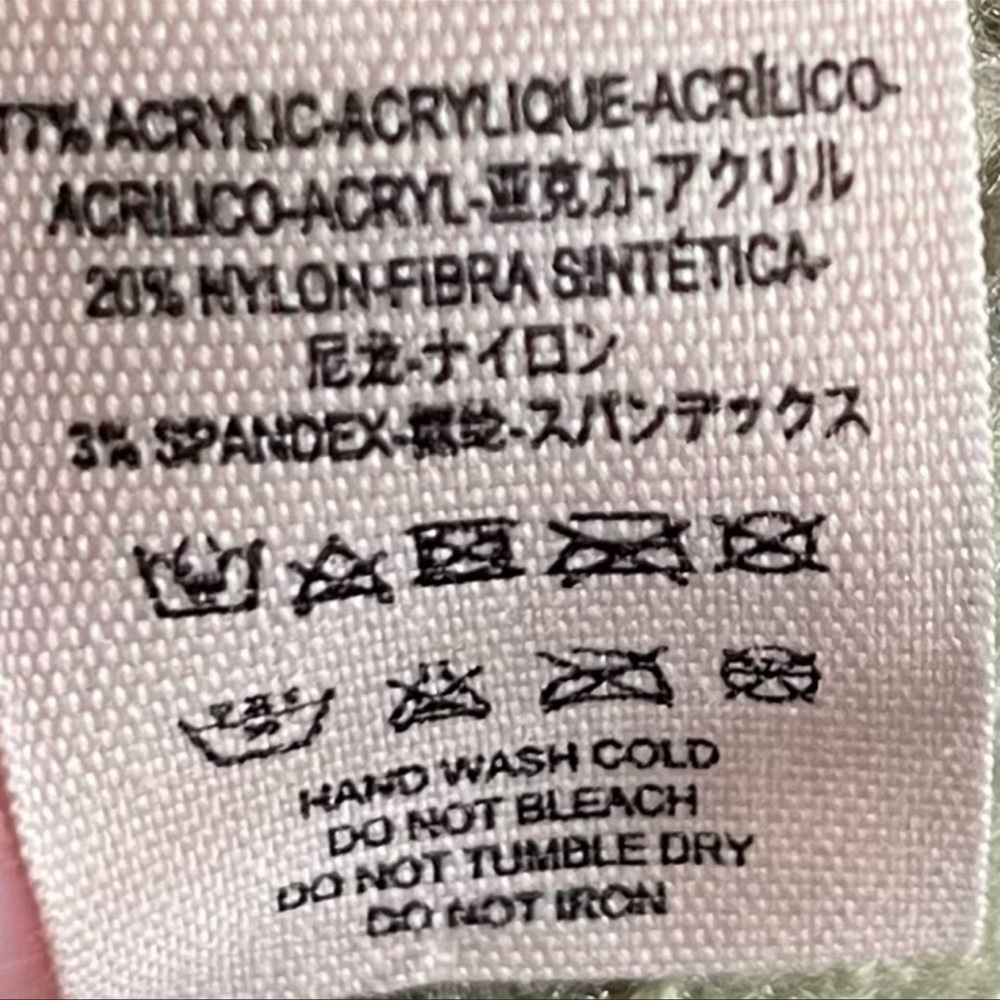 77% ACRYLIC-ACRYLIQUE-ACRÍLICO-
ACRILICO-ACRYL-亚克力-アクリル
20% NYLON-FIBRA SINTÉTICA-
尼龙-ナイロン
3% SPANDEX-氨纶-スパンデックス
HAND WASH COLD
DO NOT BLEACH
DO NOT TUMBLE DRY
DO NOT IRON